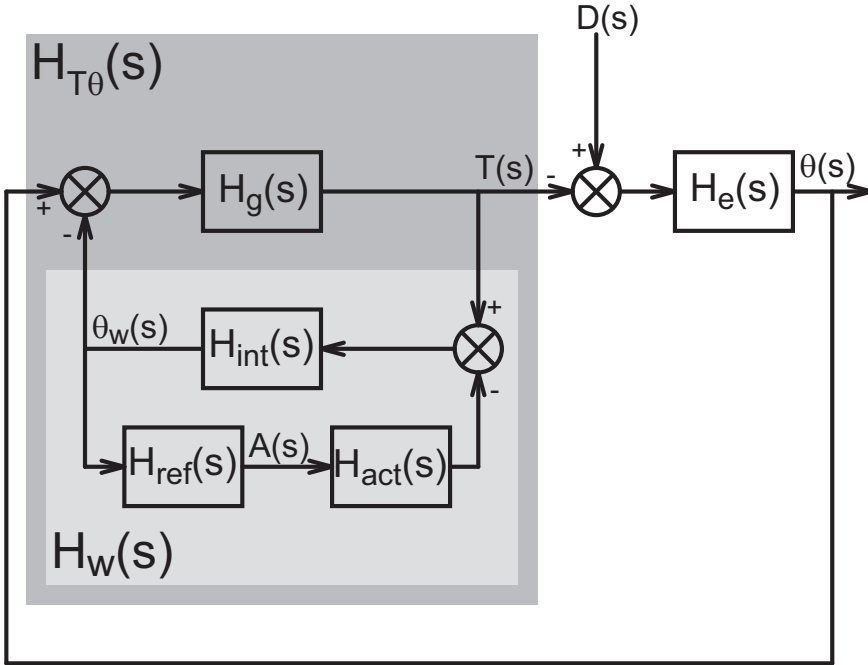 D(s)
H_Tθ(s)
+
-
H_g(s)
T(s)
-
+
H_e(s)
θ(s)
θ_w(s)
H_int(s)
+
-
H_ref(s)
A(s)
H_act(s)
H_w(s)